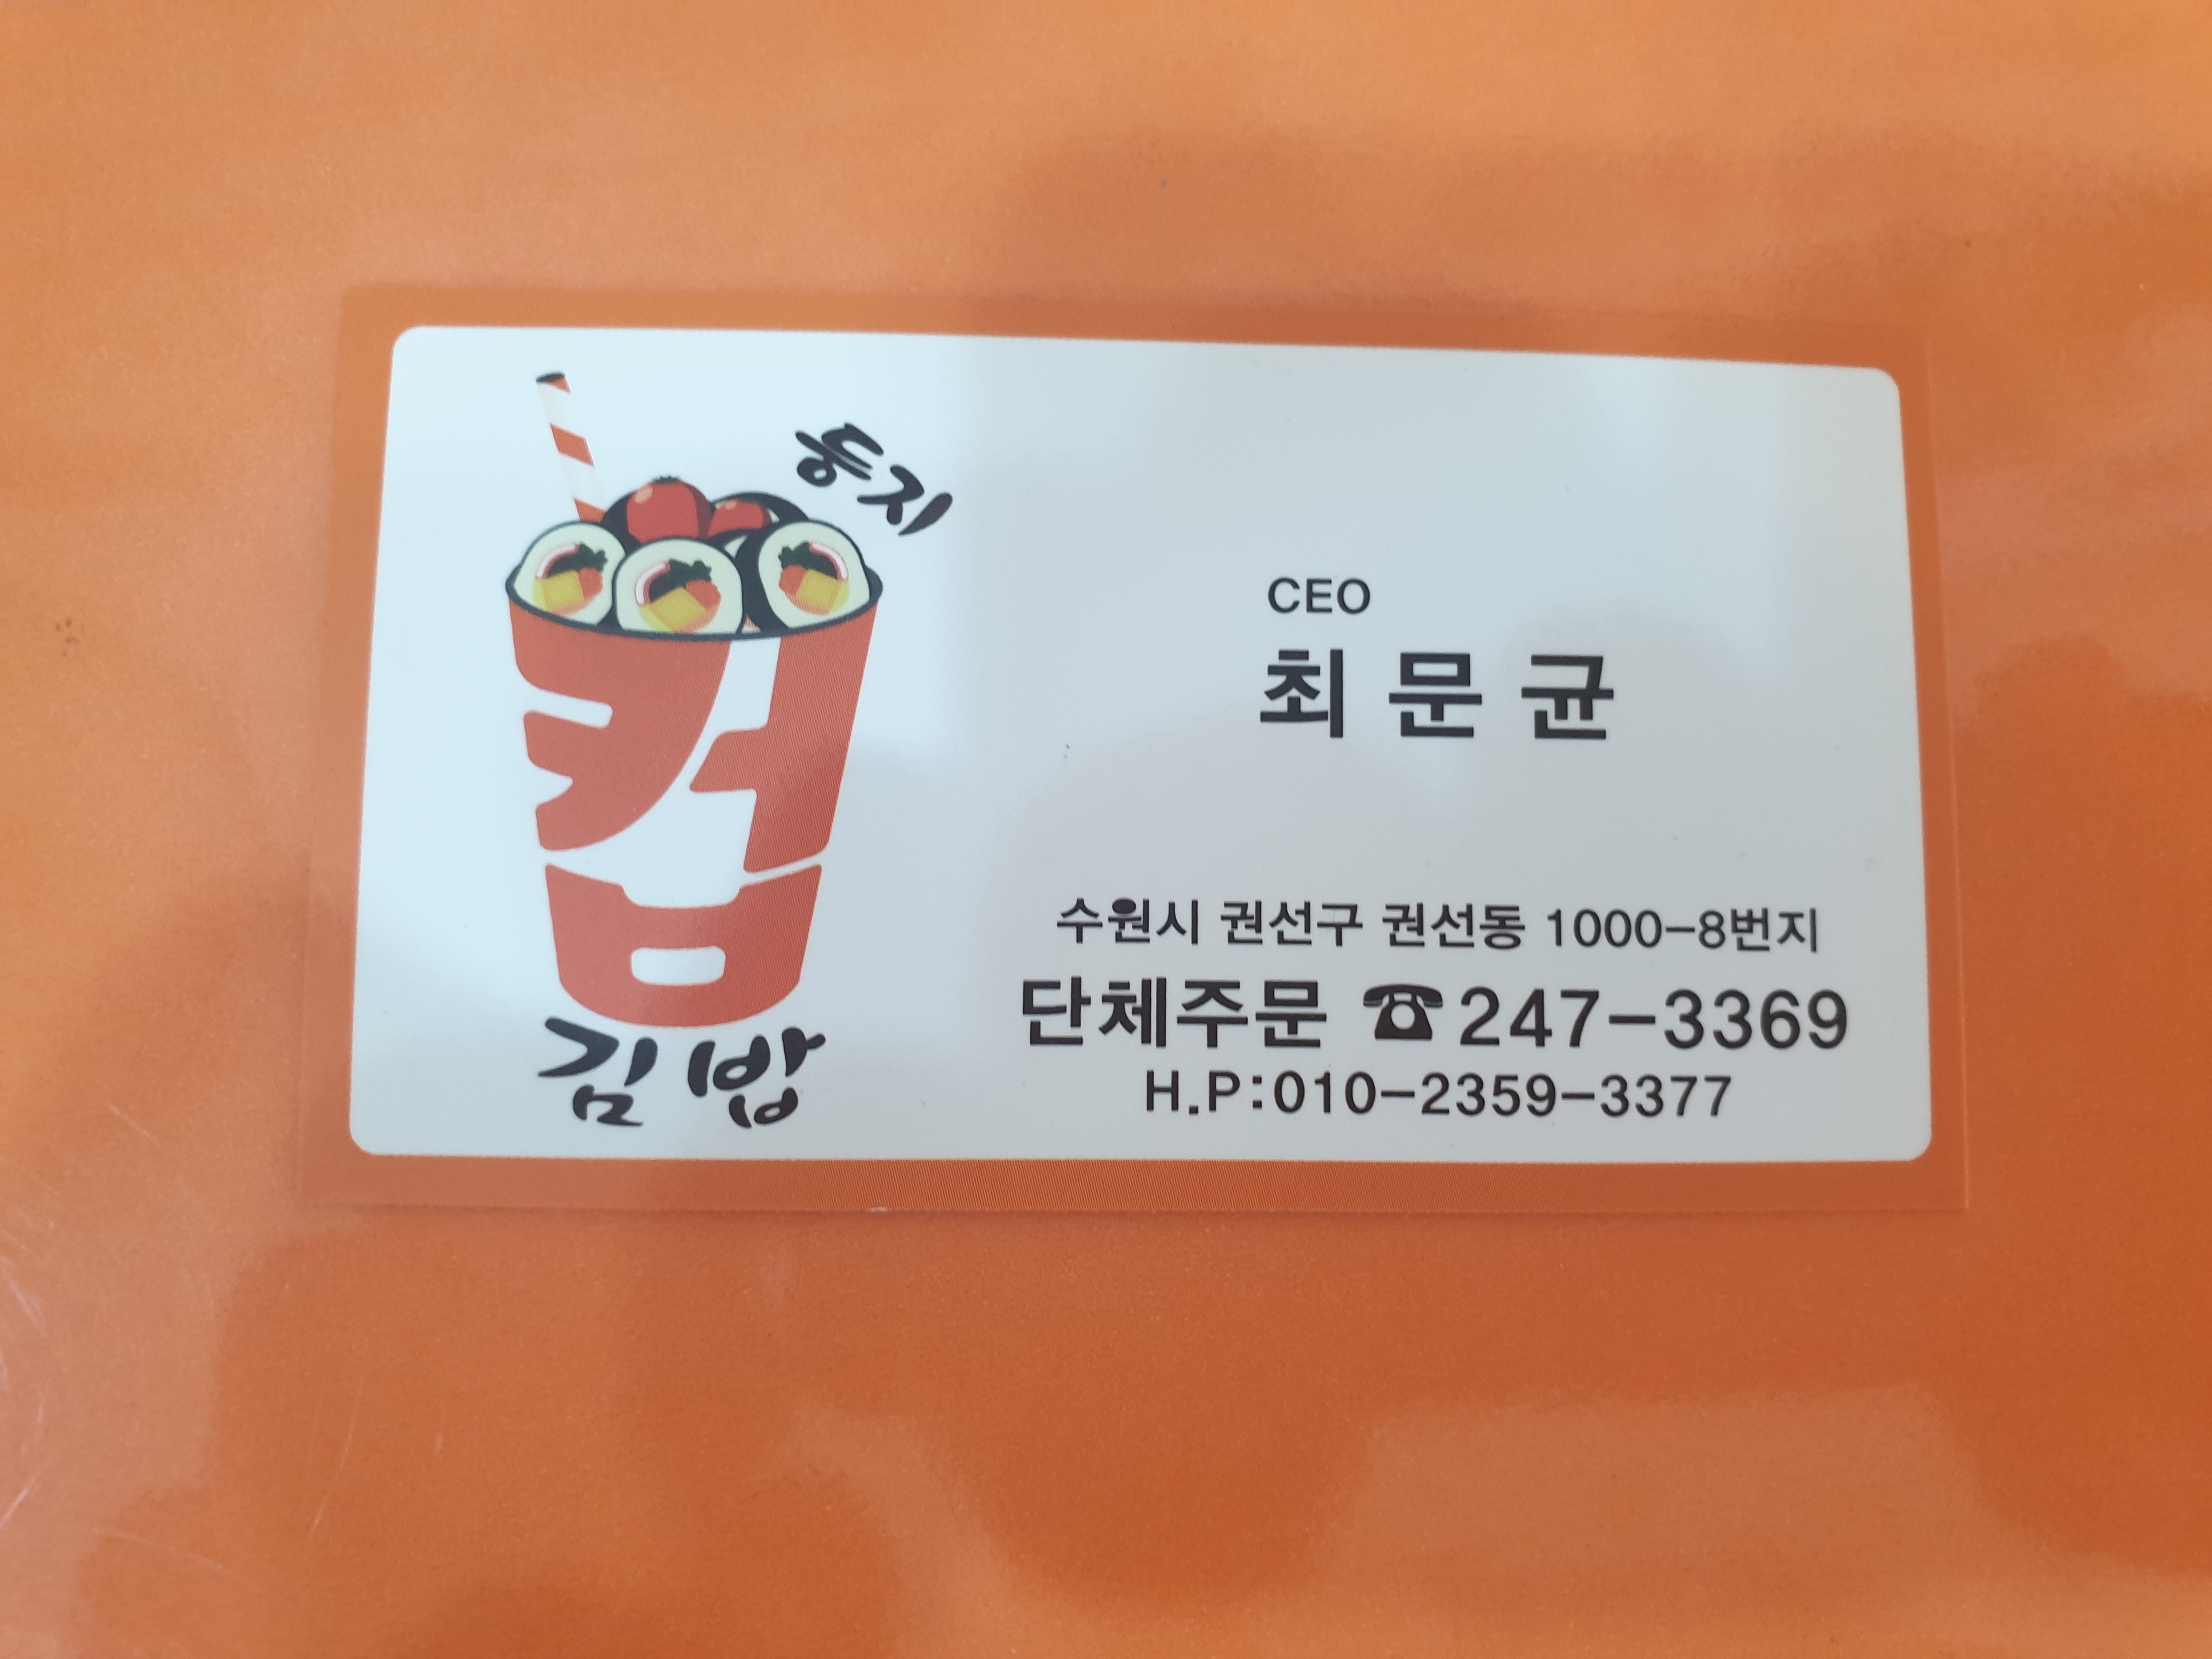 둥지
컵
김밥
CEO
최문균
수원시 권선구 권선동 1000-8번지
단체주문 ☎247-3369
H.P:010-2359-3377